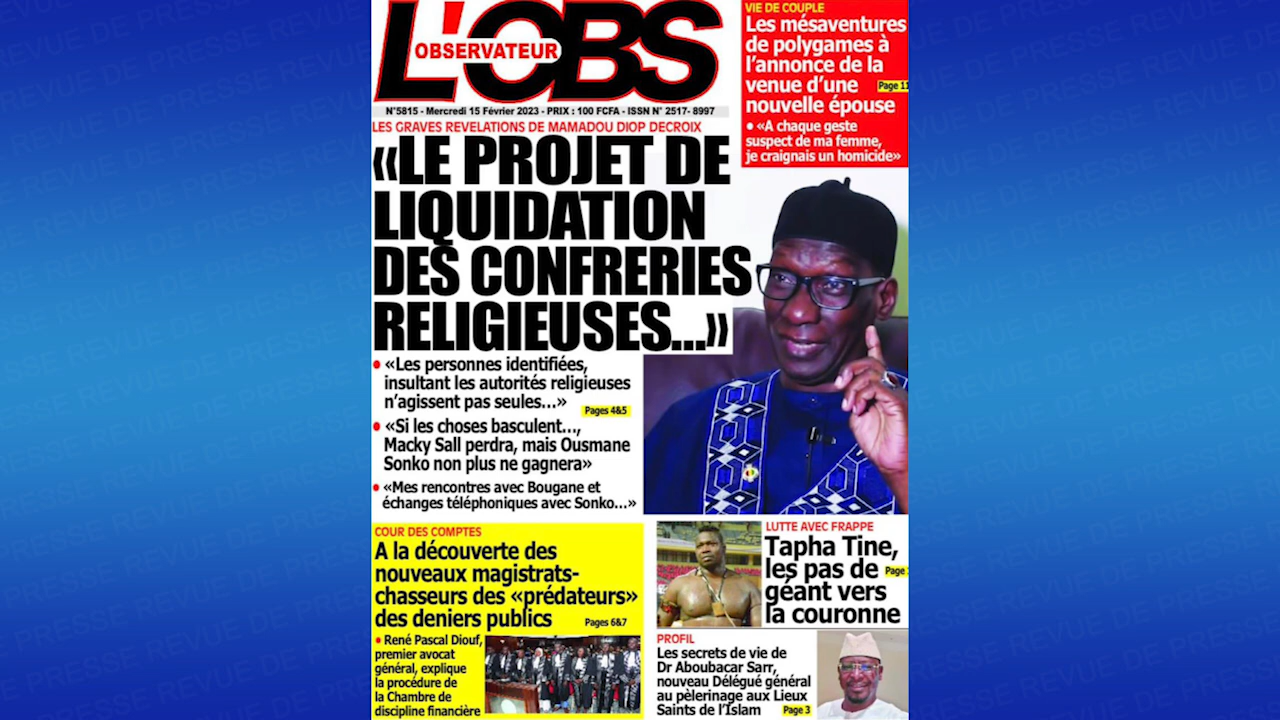 L'OBS
OBSERVATEUR
N°5815 - Mercredi 15 Février 2023 - PRIX : 100 FCFA - ISSN N° 2517- 8997
LES GRAVES REVELATIONS DE MAMADOU DIOP DECROIX
«LE PROJET DE
LIQUIDATION
DES CONFRERIES
RELIGIEUSES...»
• «Les personnes identifiées,
insultant les autorités religieuses
n’agissent pas seules...»
Pages 4&5
• «Si les choses basculent...,
Macky Sall perdra, mais Ousmane
Sonko non plus ne gagnera»
• «Mes rencontres avec Bougane et
échanges téléphoniques avec Sonko...»
VIE DE COUPLE
Les mésaventures
de polygames à
l’annonce de la
venue d’une
Page 11
nouvelle épouse
• «A chaque geste
suspect de ma femme,
je craignais un homicide»
COUR DES COMPTES
A la découverte des
nouveaux magistrats-
chasseurs des «prédateurs»
des deniers publics
Pages 6&7
• René Pascal Diouf,
premier avocat
général, explique
la procédure de
la Chambre de
discipline financière
LUTTE AVEC FRAPPE
Tapha Tine,
les pas de
Page
géant vers
la couronne
PROFIL
Les secrets de vie de
Dr Aboubacar Sarr,
nouveau Délégué général
au pèlerinage aux Lieux
Saints de l’Islam
Page 3
REVUE DE PRESSE